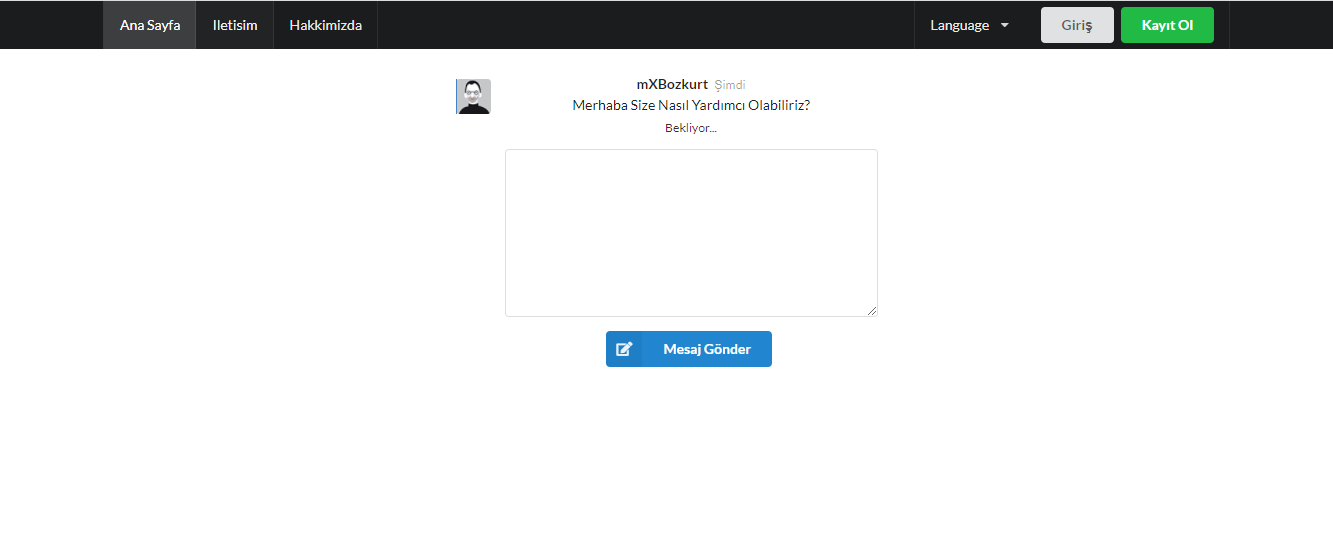 Ana Sayfa Iletisim Hakkimizda Language Giriş Kayıt Ol
mXBozkurt Şimdi
Merhaba Size Nasıl Yardımcı Olabiliriz?
Bekliyor...
Mesaj Gönder